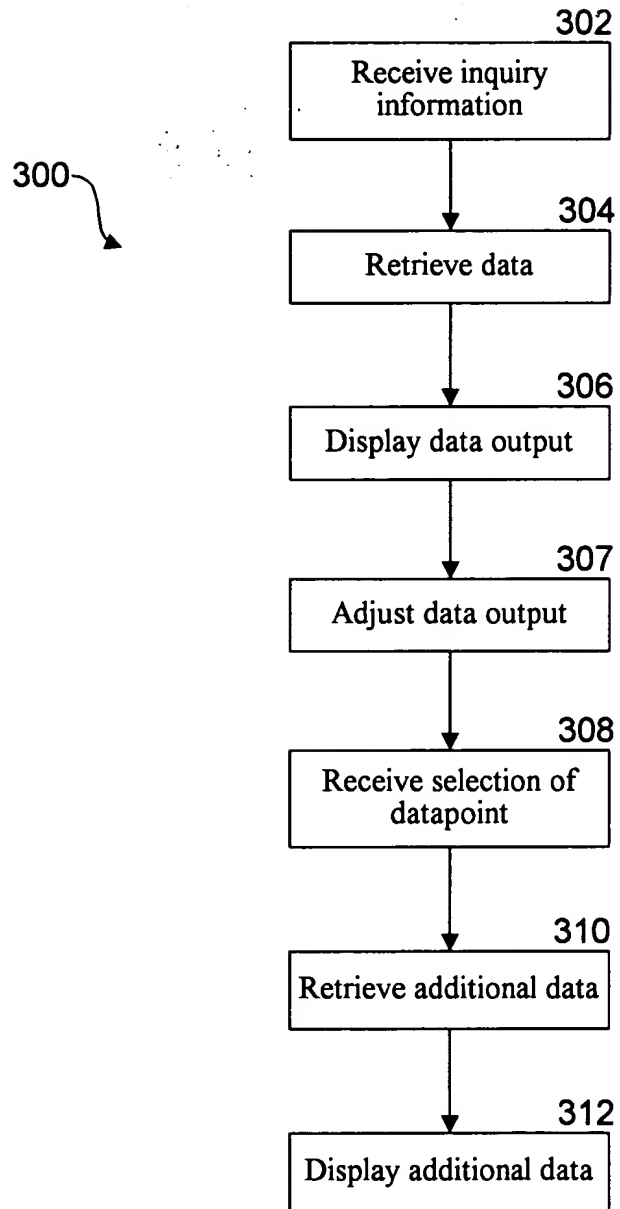 302
Receive inquiry
information
300
304
Retrieve data
306
Display data output
307
Adjust data output
308
Receive selection of
datapoint
310
Retrieve additional data
312
Display additional data